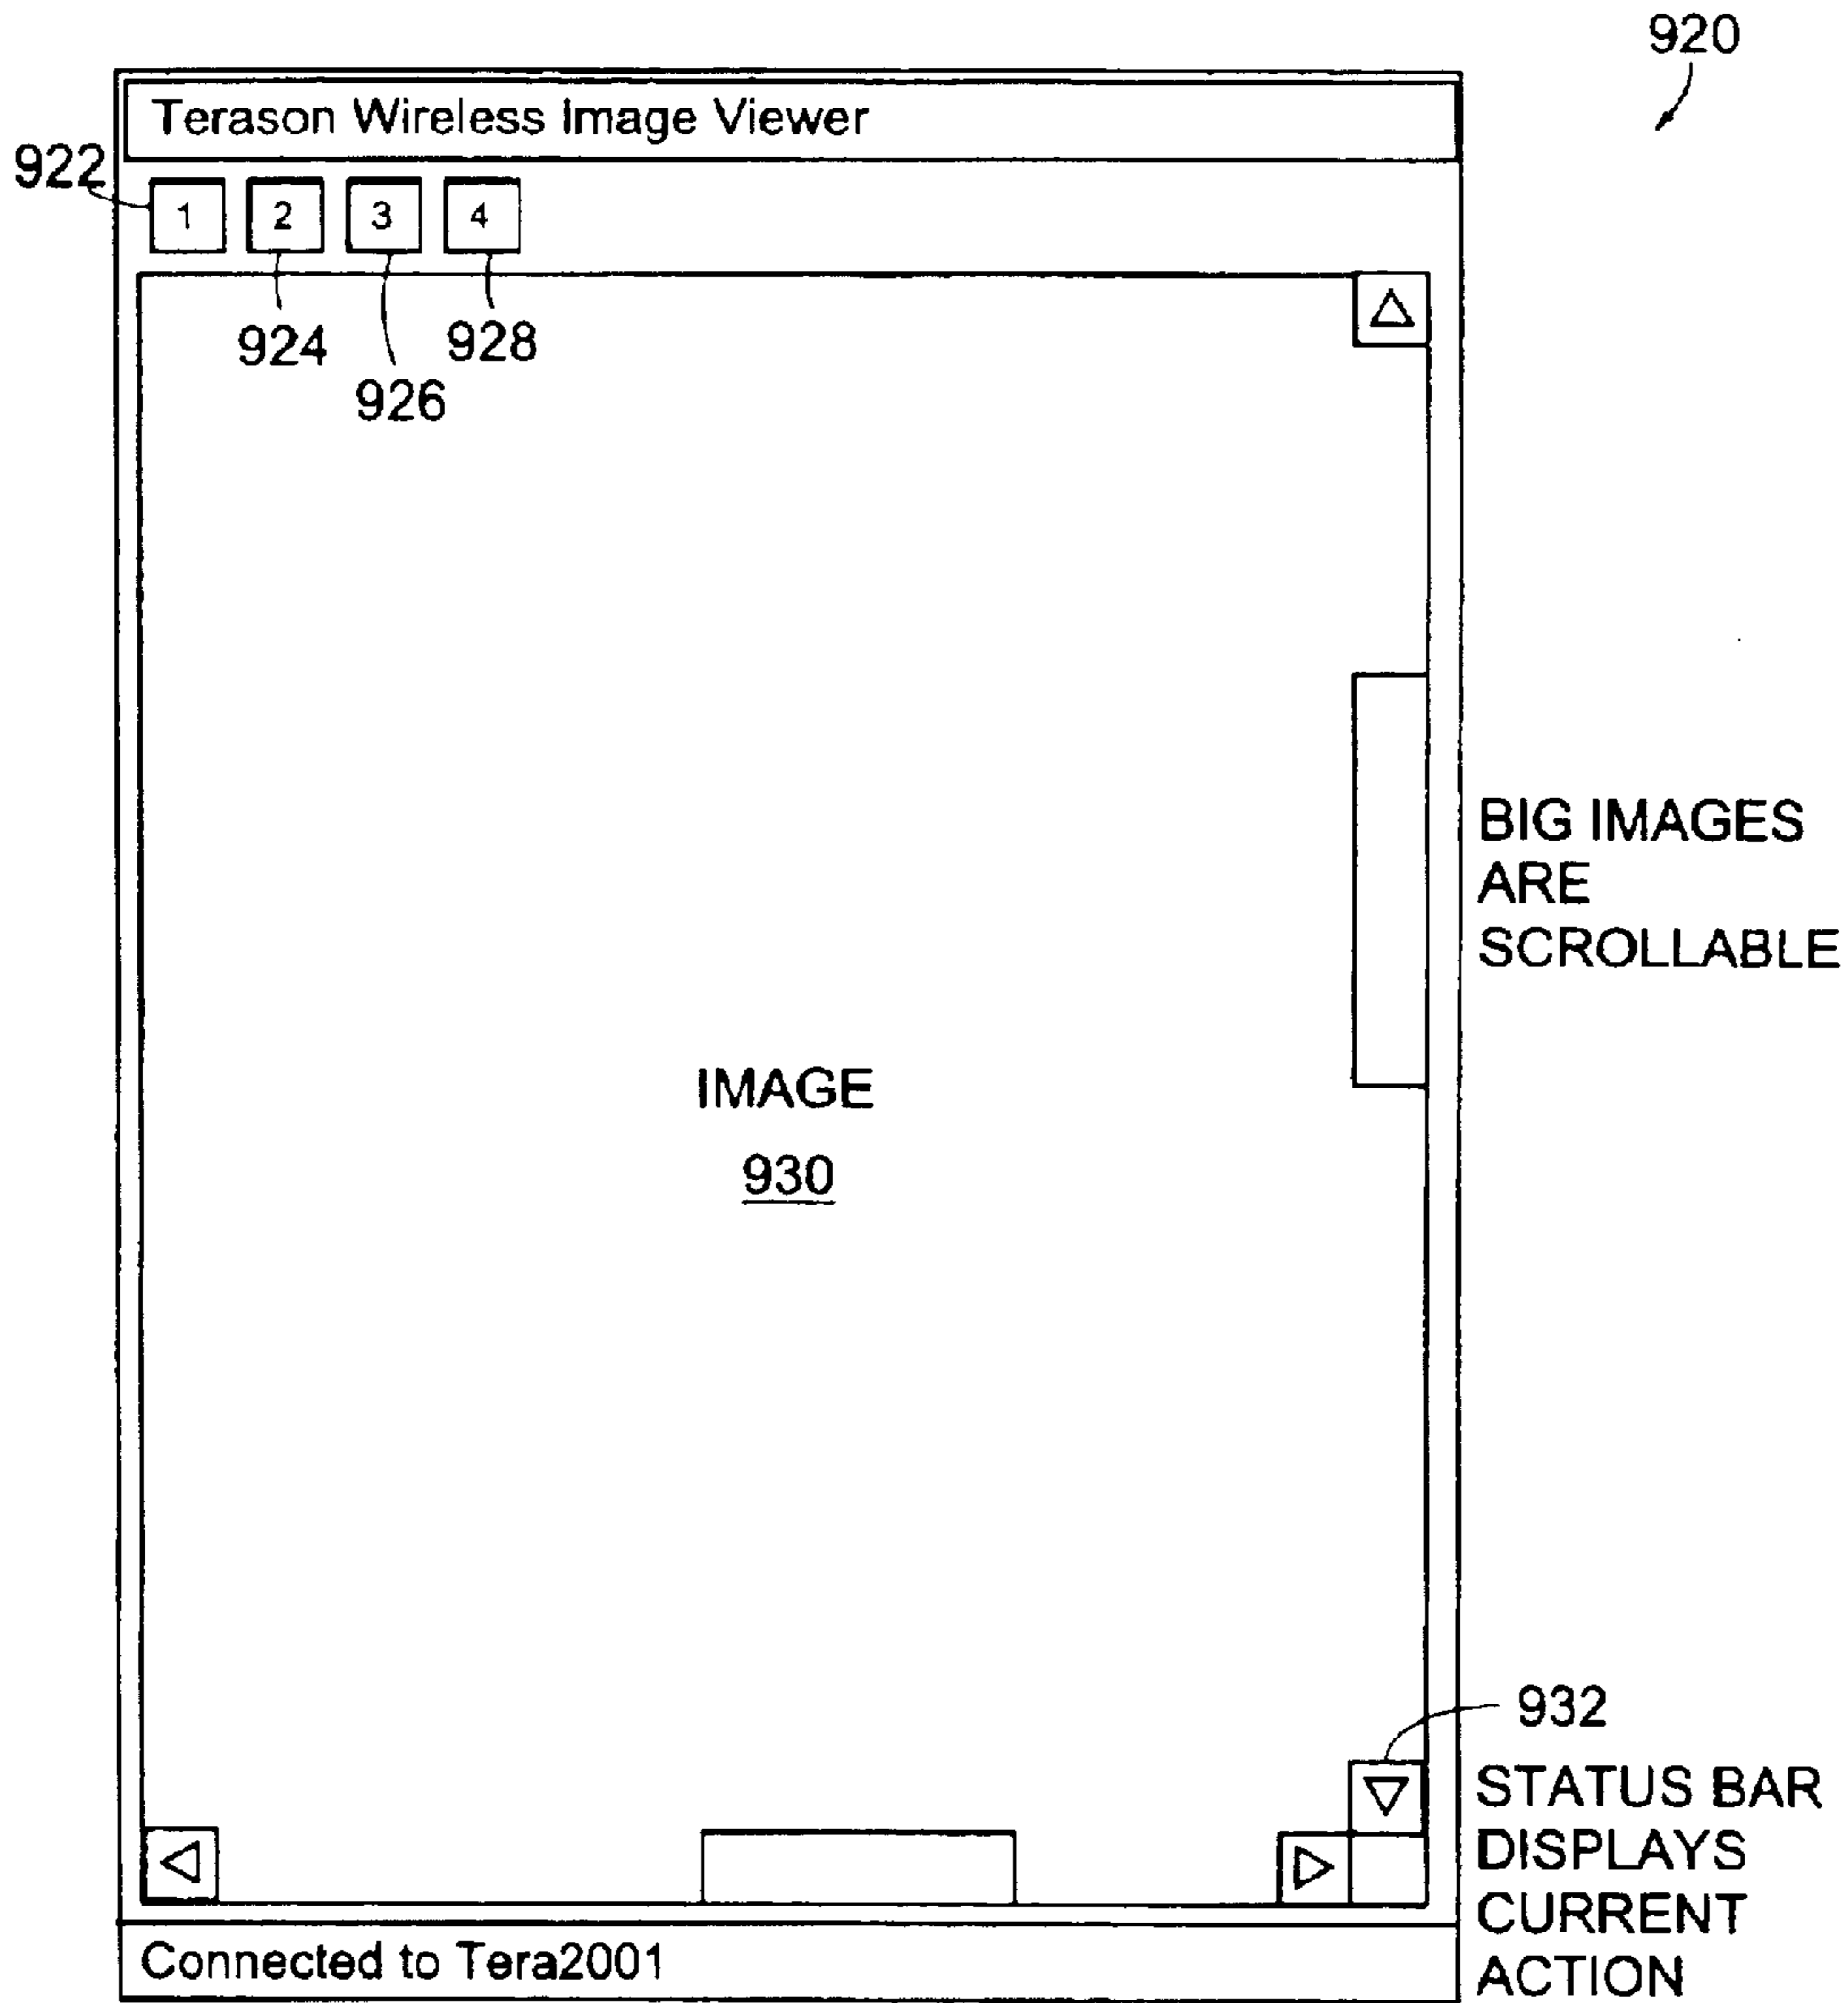 920
Terason Wireless Image Viewer
922
1 2 3 4
924
928
926
BIG IMAGES
ARE
SCROLLABLE
IMAGE
930
932
STATUS BAR
DISPLAYS
CURRENT
ACTION
Connected to Tera2001